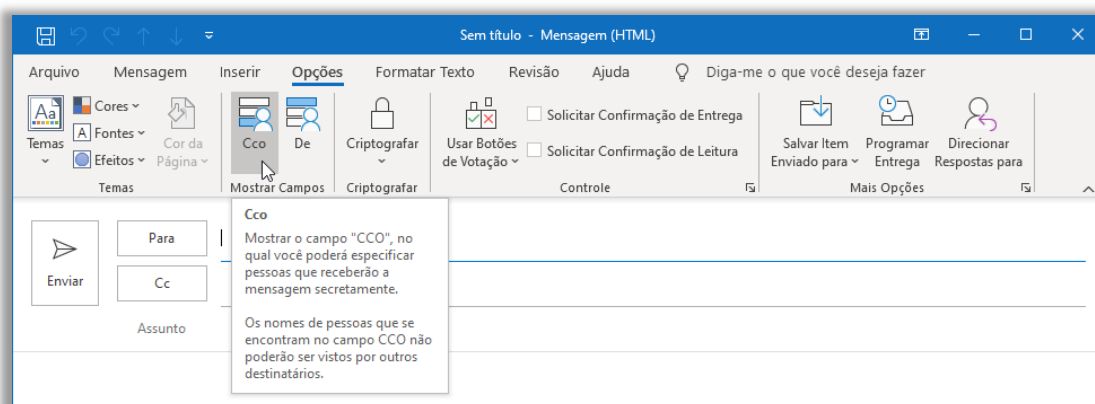 Sem título - Mensagem (HTML)
Arquivo Mensagem Inserir Opções Formatar Texto Revisão Ajuda Diga-me o que você deseja fazer
Aa
Temas
Cores
A Fontes
Efeitos
Cor da
Página
Temas
Cco
De
Mostrar Campos
Criptografar
Criptografar
Usar Botões
de Votação
Solicitar Confirmação de Entrega
Solicitar Confirmação de Leitura
Controle
Salvar Item
Enviado para
Programar
Entrega
Direcionar
Respostas para
Mais Opções
Enviar
Para
Cc
Assunto
Cco
Mostrar o campo "CCO", no
qual você poderá especificar
pessoas que receberão a
mensagem secretamente.
Os nomes de pessoas que se
encontram no campo CCO não
poderão ser vistos por outros
destinatários.